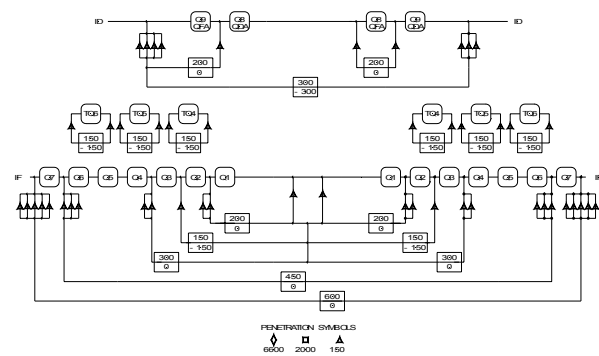 IO Q9 QFA Q8 QDA Q8 QFA Q9 QDA IO
200 0 200 0
300 - 300
TQ6 TQ5 TQ4 TQ4 TQ5 TQ6
150 - 150 150 - 150 150 - 150 150 - 150 150 - 150 150 - 150
IF Q7 Q6 Q5 Q4 Q3 Q2 Q1 Q1 Q2 Q3 Q4 Q5 Q6 Q7
200 0 200 0
150 - 150 150 - 150
300 0 300 0
450 0
600 0
PENETRATION SYMBOLS
6600 2000 150